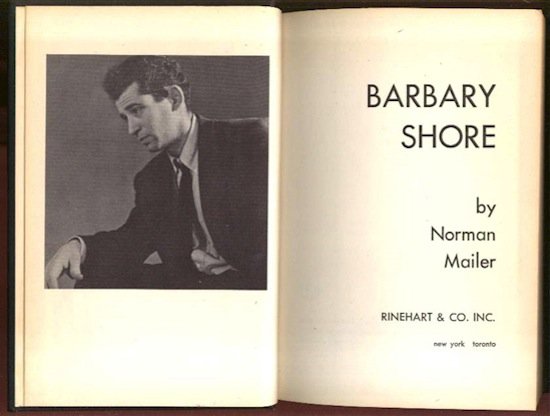 BARBARY
SHORE
by
Norman
Mailer
RINEHART & CO. INC.
new york toronto